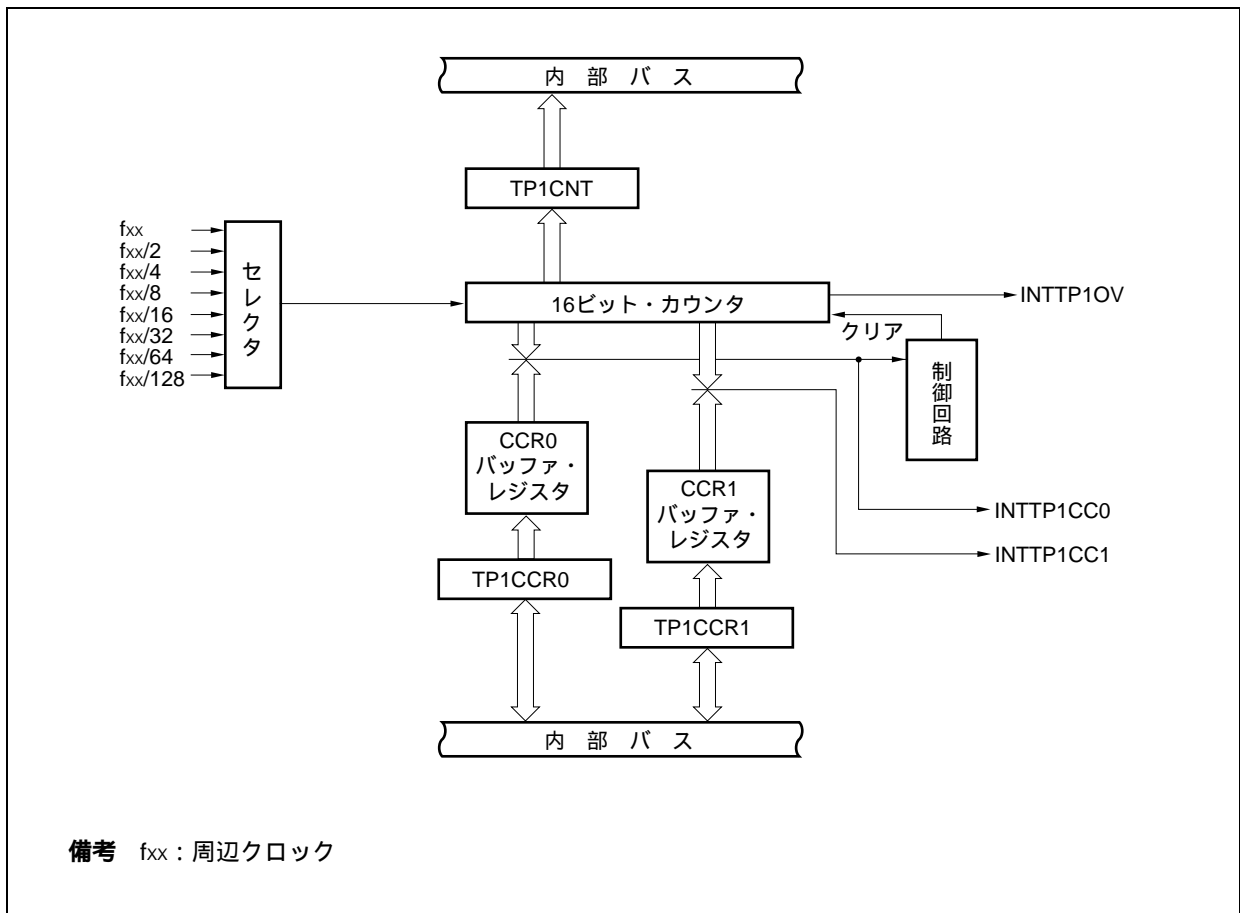 内 部 バ ス
TP1CNT
fxx
fxx/2
fxx/4
fxx/8
fxx/16
fxx/32
fxx/64
fxx/128
セレクタ
16ビット・カウンタ
INTTP1OV
クリア
制御回路
CCR0
バッファ・
レジスタ
CCR1
バッファ・
レジスタ
INTTP1CC0
INTTP1CC1
TP1CCR0
TP1CCR1
内 部 バ ス
備考 fxx：周辺クロック